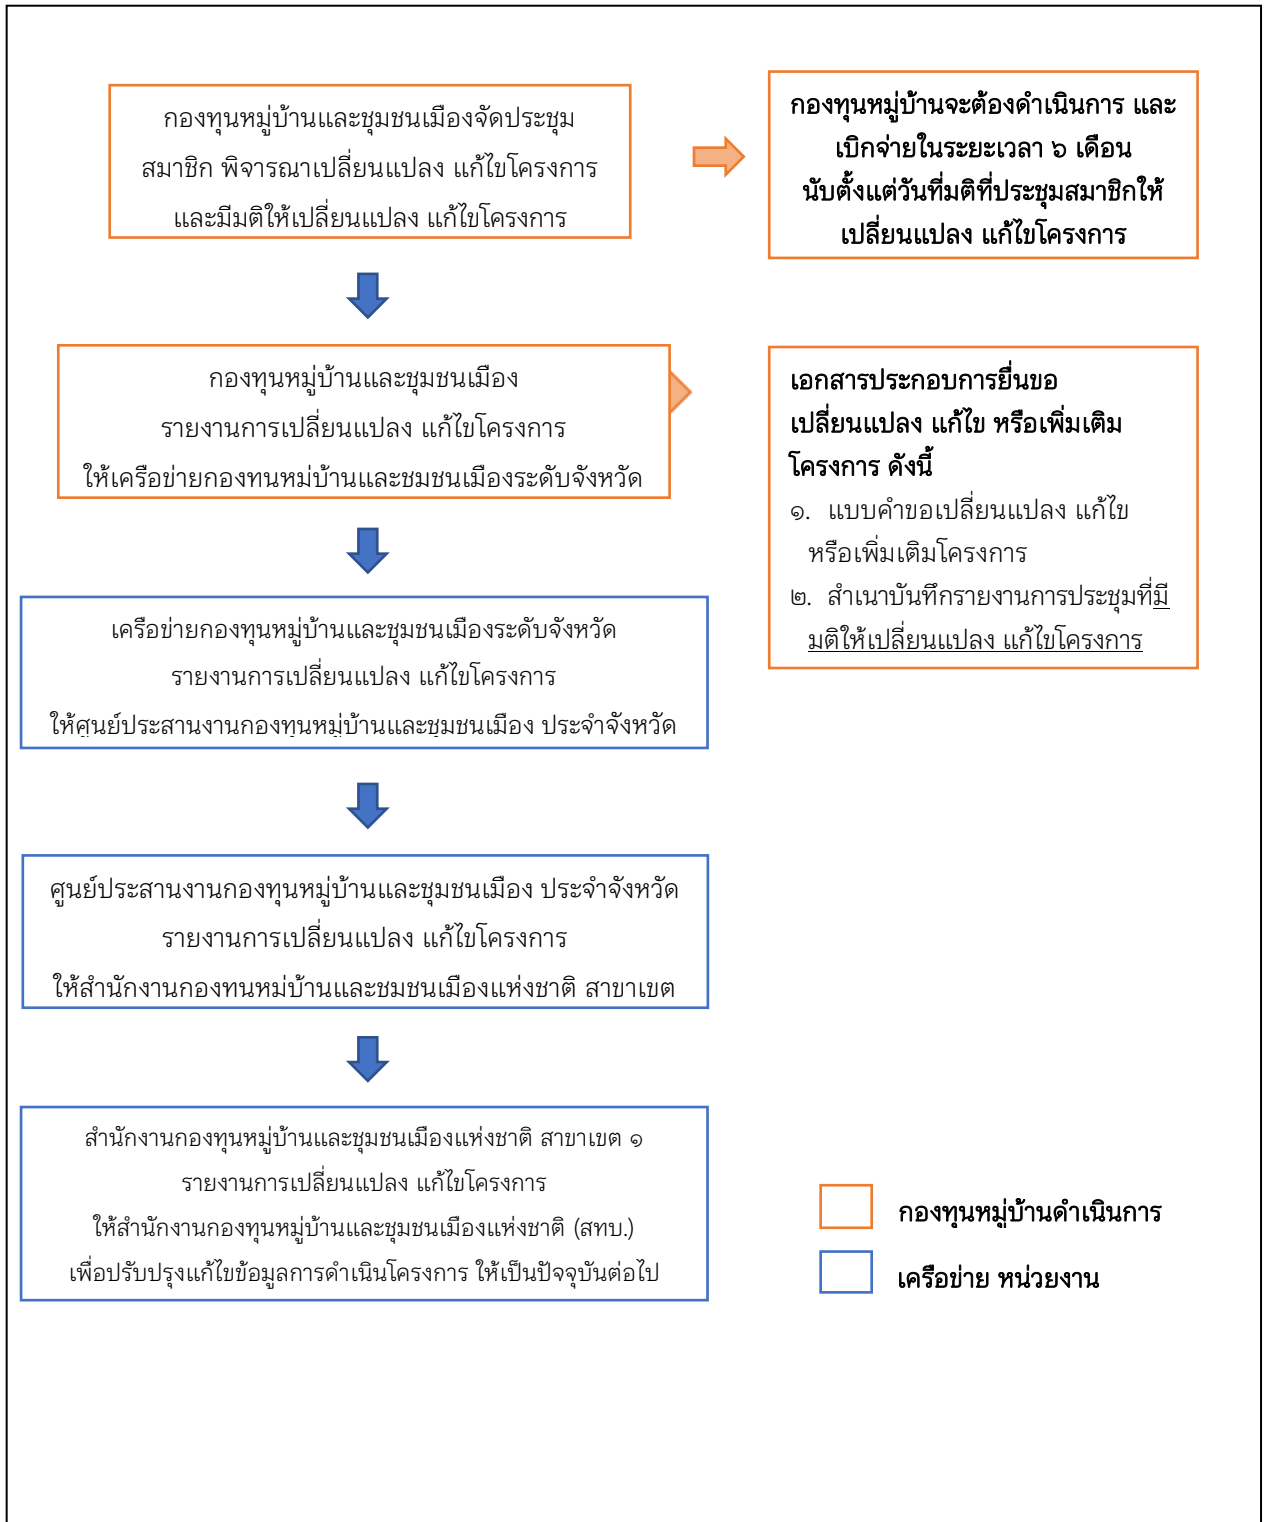 กองทุนหมู่บ้านและชุมชนเมืองจัดประชุม
สมาชิก พิจารณาเปลี่ยนแปลง แก้ไขโครงการ
และมีมติให้เปลี่ยนแปลง แก้ไขโครงการ
กองทุนหมู่บ้านจะต้องดำเนินการ และ
เบิกจ่ายในระยะเวลา ๖ เดือน
นับตั้งแต่วันที่มติที่ประชุมสมาชิกให้
เปลี่ยนแปลง แก้ไขโครงการ
กองทุนหมู่บ้านและชุมชนเมือง
รายงานการเปลี่ยนแปลง แก้ไขโครงการ
ให้เครือข่ายกองทุนหมู่บ้านและชุมชนเมืองระดับจังหวัด
เอกสารประกอบการยื่นขอ
เปลี่ยนแปลง แก้ไข หรือเพิ่มเติม
โครงการ ดังนี้
๑. แบบคำขอเปลี่ยนแปลง แก้ไข
หรือเพิ่มเติมโครงการ
๒. สำเนาบันทึกรายงานการประชุมที่มี
มติให้เปลี่ยนแปลง แก้ไขโครงการ
เครือข่ายกองทุนหมู่บ้านและชุมชนเมืองระดับจังหวัด
รายงานการเปลี่ยนแปลง แก้ไขโครงการ
ให้ศูนย์ประสานงานกองทุนหมู่บ้านและชุมชนเมือง ประจำจังหวัด
ศูนย์ประสานงานกองทุนหมู่บ้านและชุมชนเมือง ประจำจังหวัด
รายงานการเปลี่ยนแปลง แก้ไขโครงการ
ให้สำนักงานกองทุนหมู่บ้านและชุมชนเมืองแห่งชาติ สาขาเขต
สำนักงานกองทุนหมู่บ้านและชุมชนเมืองแห่งชาติ สาขาเขต ๑
รายงานการเปลี่ยนแปลง แก้ไขโครงการ
ให้สำนักงานกองทุนหมู่บ้านและชุมชนเมืองแห่งชาติ (สทบ.)
เพื่อปรับปรุงแก้ไขข้อมูลการดำเนินโครงการ ให้เป็นปัจจุบันต่อไป
กองทุนหมู่บ้านดำเนินการ
เครือข่าย หน่วยงาน